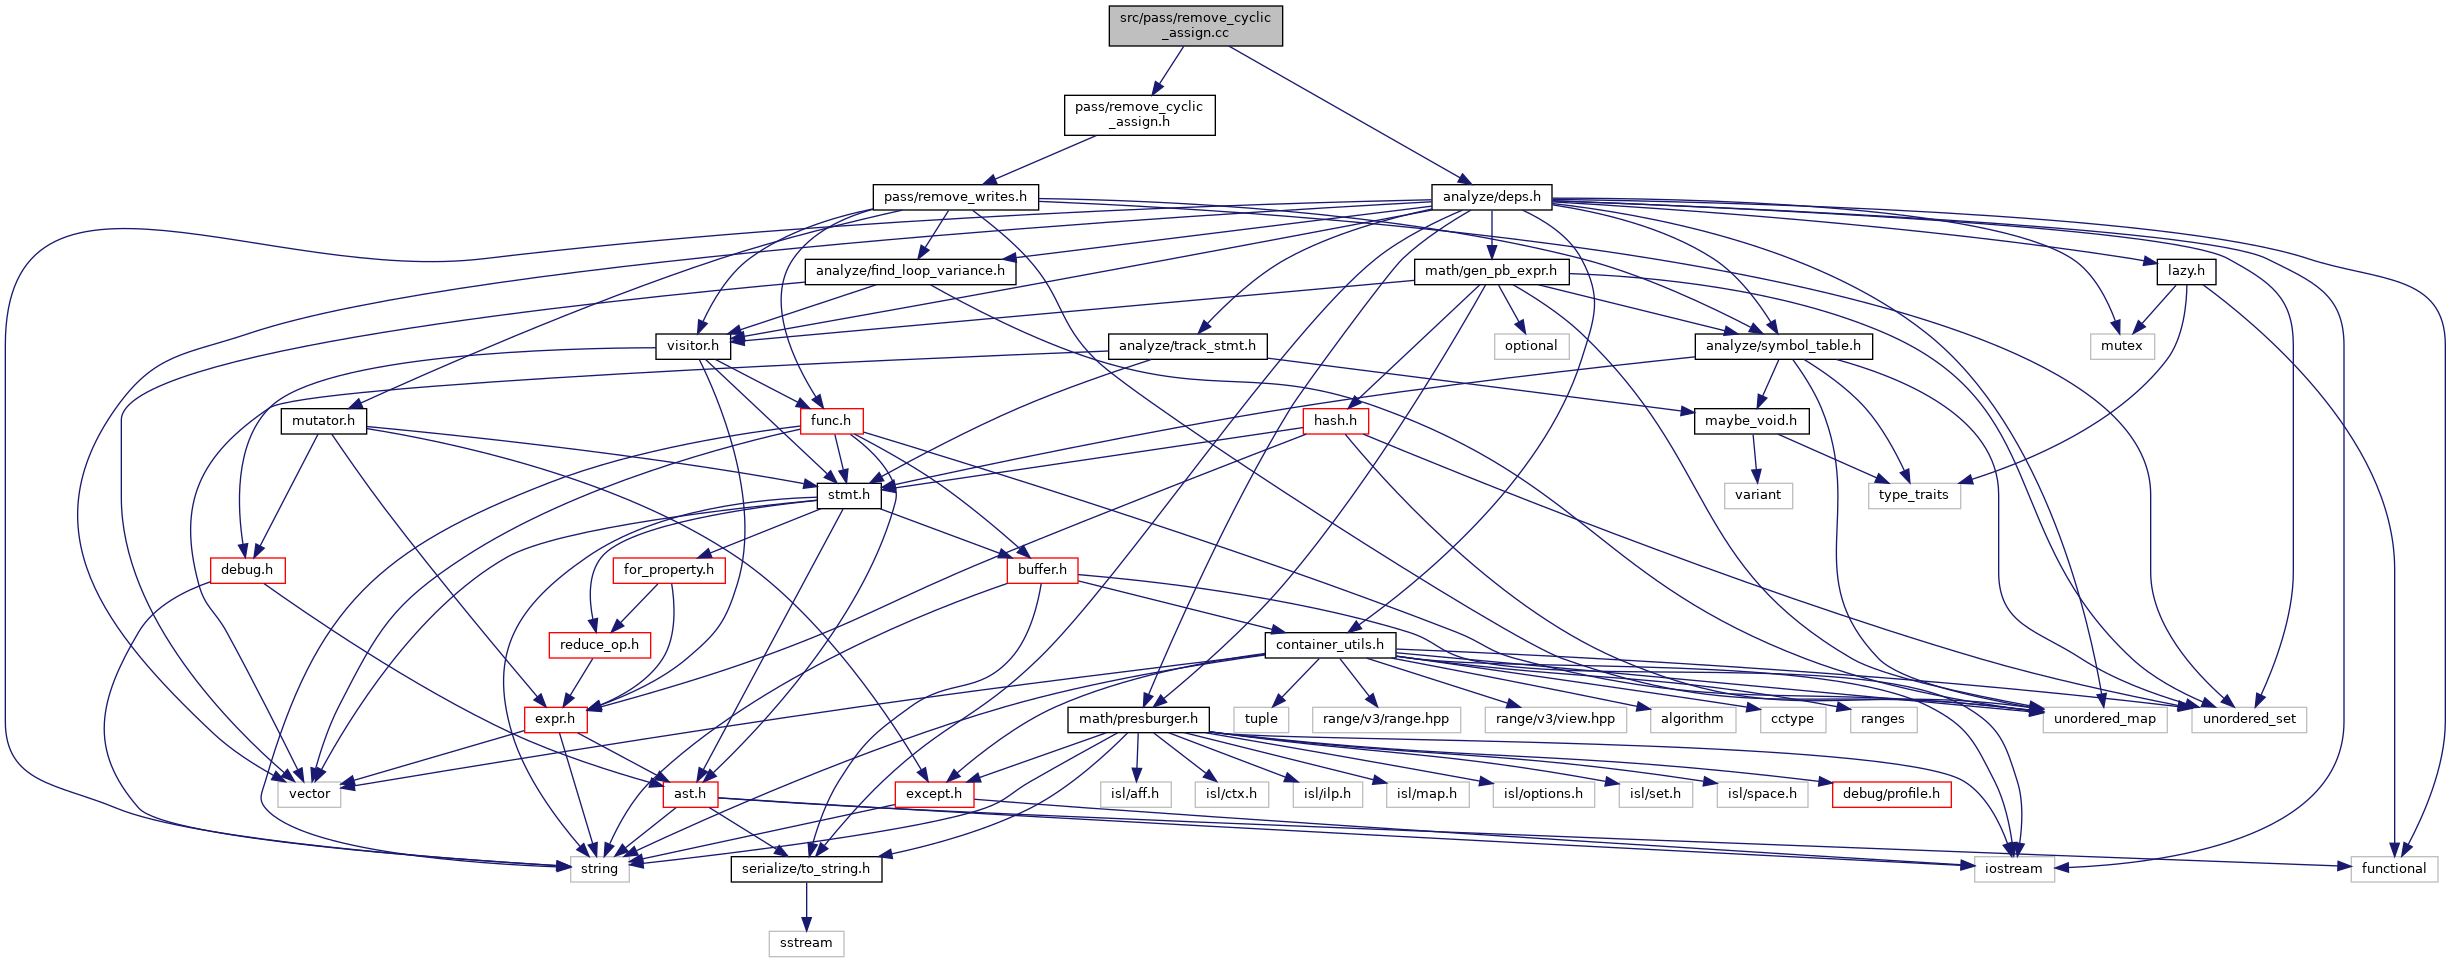 src/pass/remove_cyclic
_assign.cc
pass/remove_cyclic
_assign.h
pass/remove_writes.h
analyze/deps.h
analyze/find_loop_variance.h
math/gen_pb_expr.h
lazy.h
visitor.h
analyze/track_stmt.h
optional
analyze/symbol_table.h
mutex
mutator.h
func.h
hash.h
maybe_void.h
stmt.h
variant
type_traits
debug.h
for_property.h
buffer.h
reduce_op.h
container_utils.h
expr.h
math/presburger.h
tuple
range/v3/range.hpp
range/v3/view.hpp
algorithm
cctype
ranges
unordered_map
unordered_set
vector
ast.h
except.h
isl/aff.h
isl/ctx.h
isl/ilp.h
isl/map.h
isl/options.h
isl/set.h
isl/space.h
debug/profile.h
string
serialize/to_string.h
iostream
functional
sstream